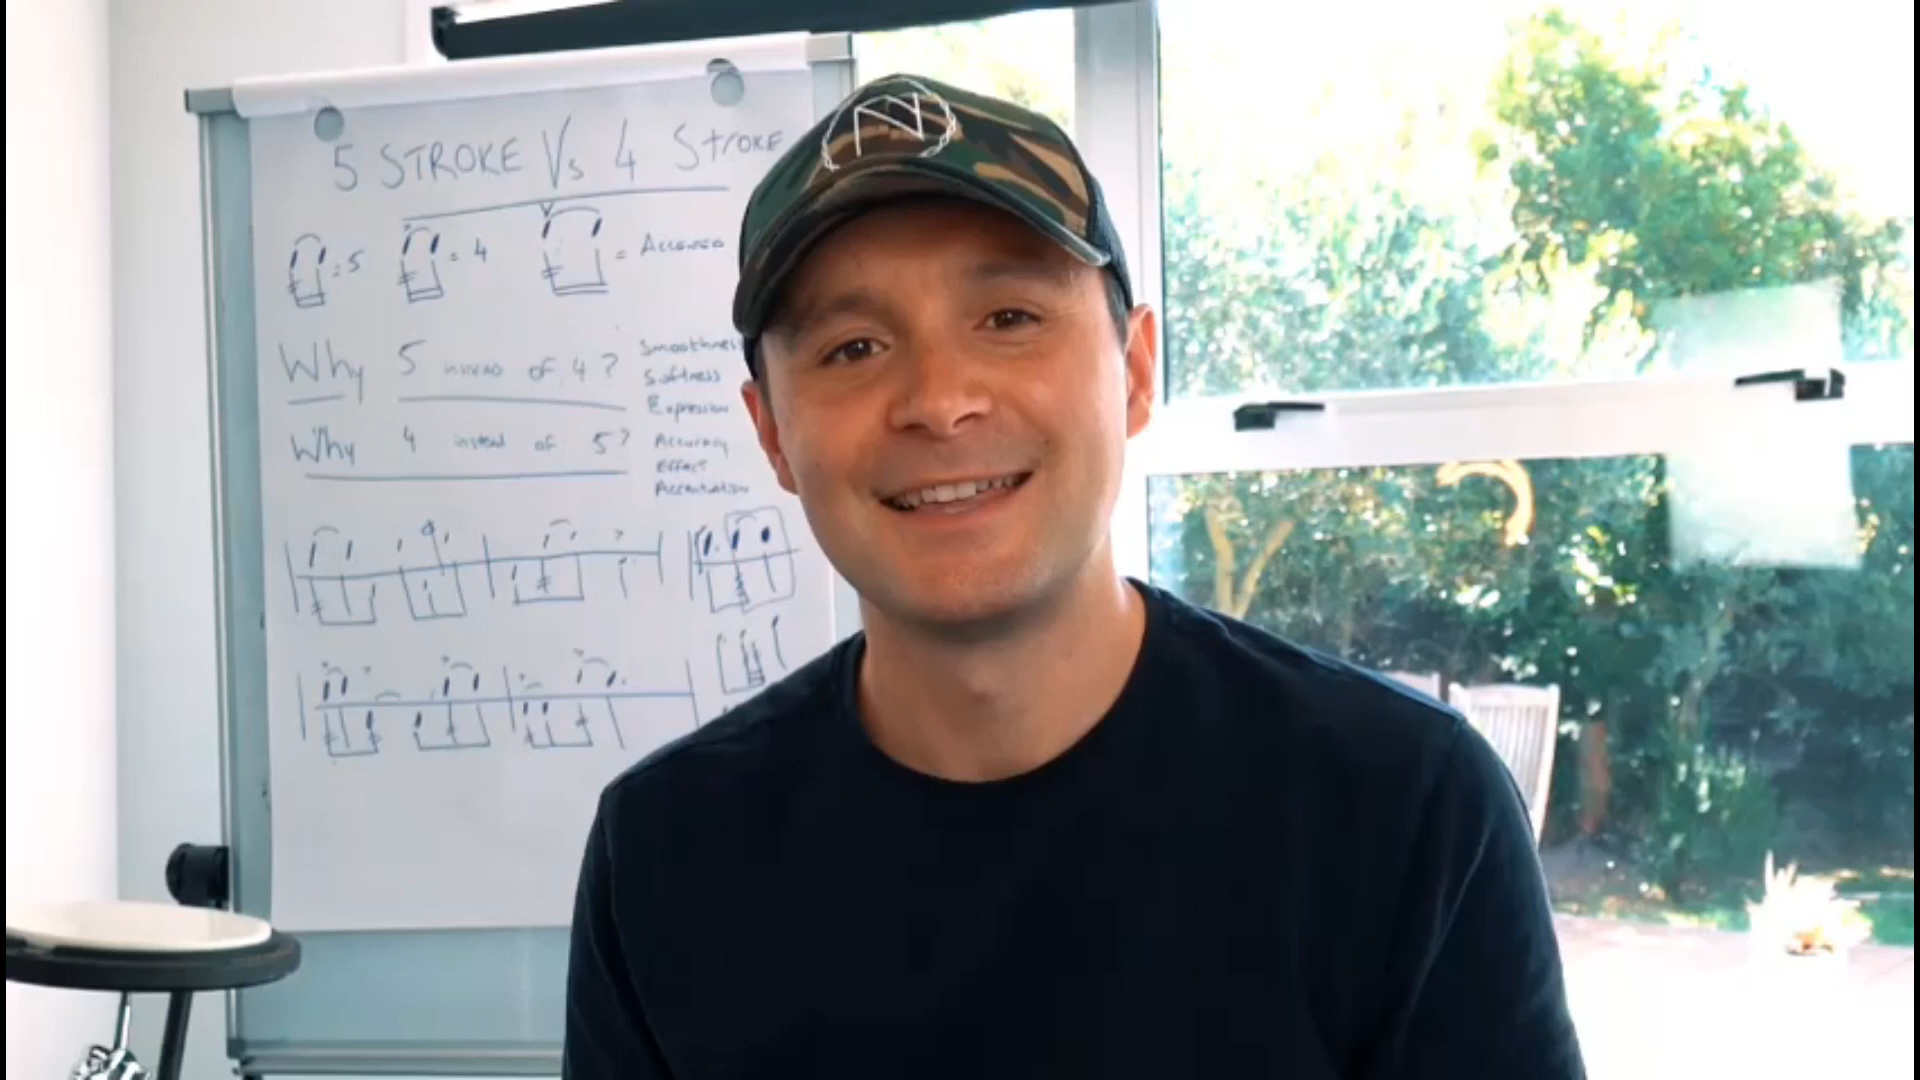 5 STROKE Vs 4 STROKE
= 5
= 4
=
Why 5 instead of 4?
Smoothness
Softness
Expression
Why 4 instead of 5?
Accuracy
Effect
Accentuation
N